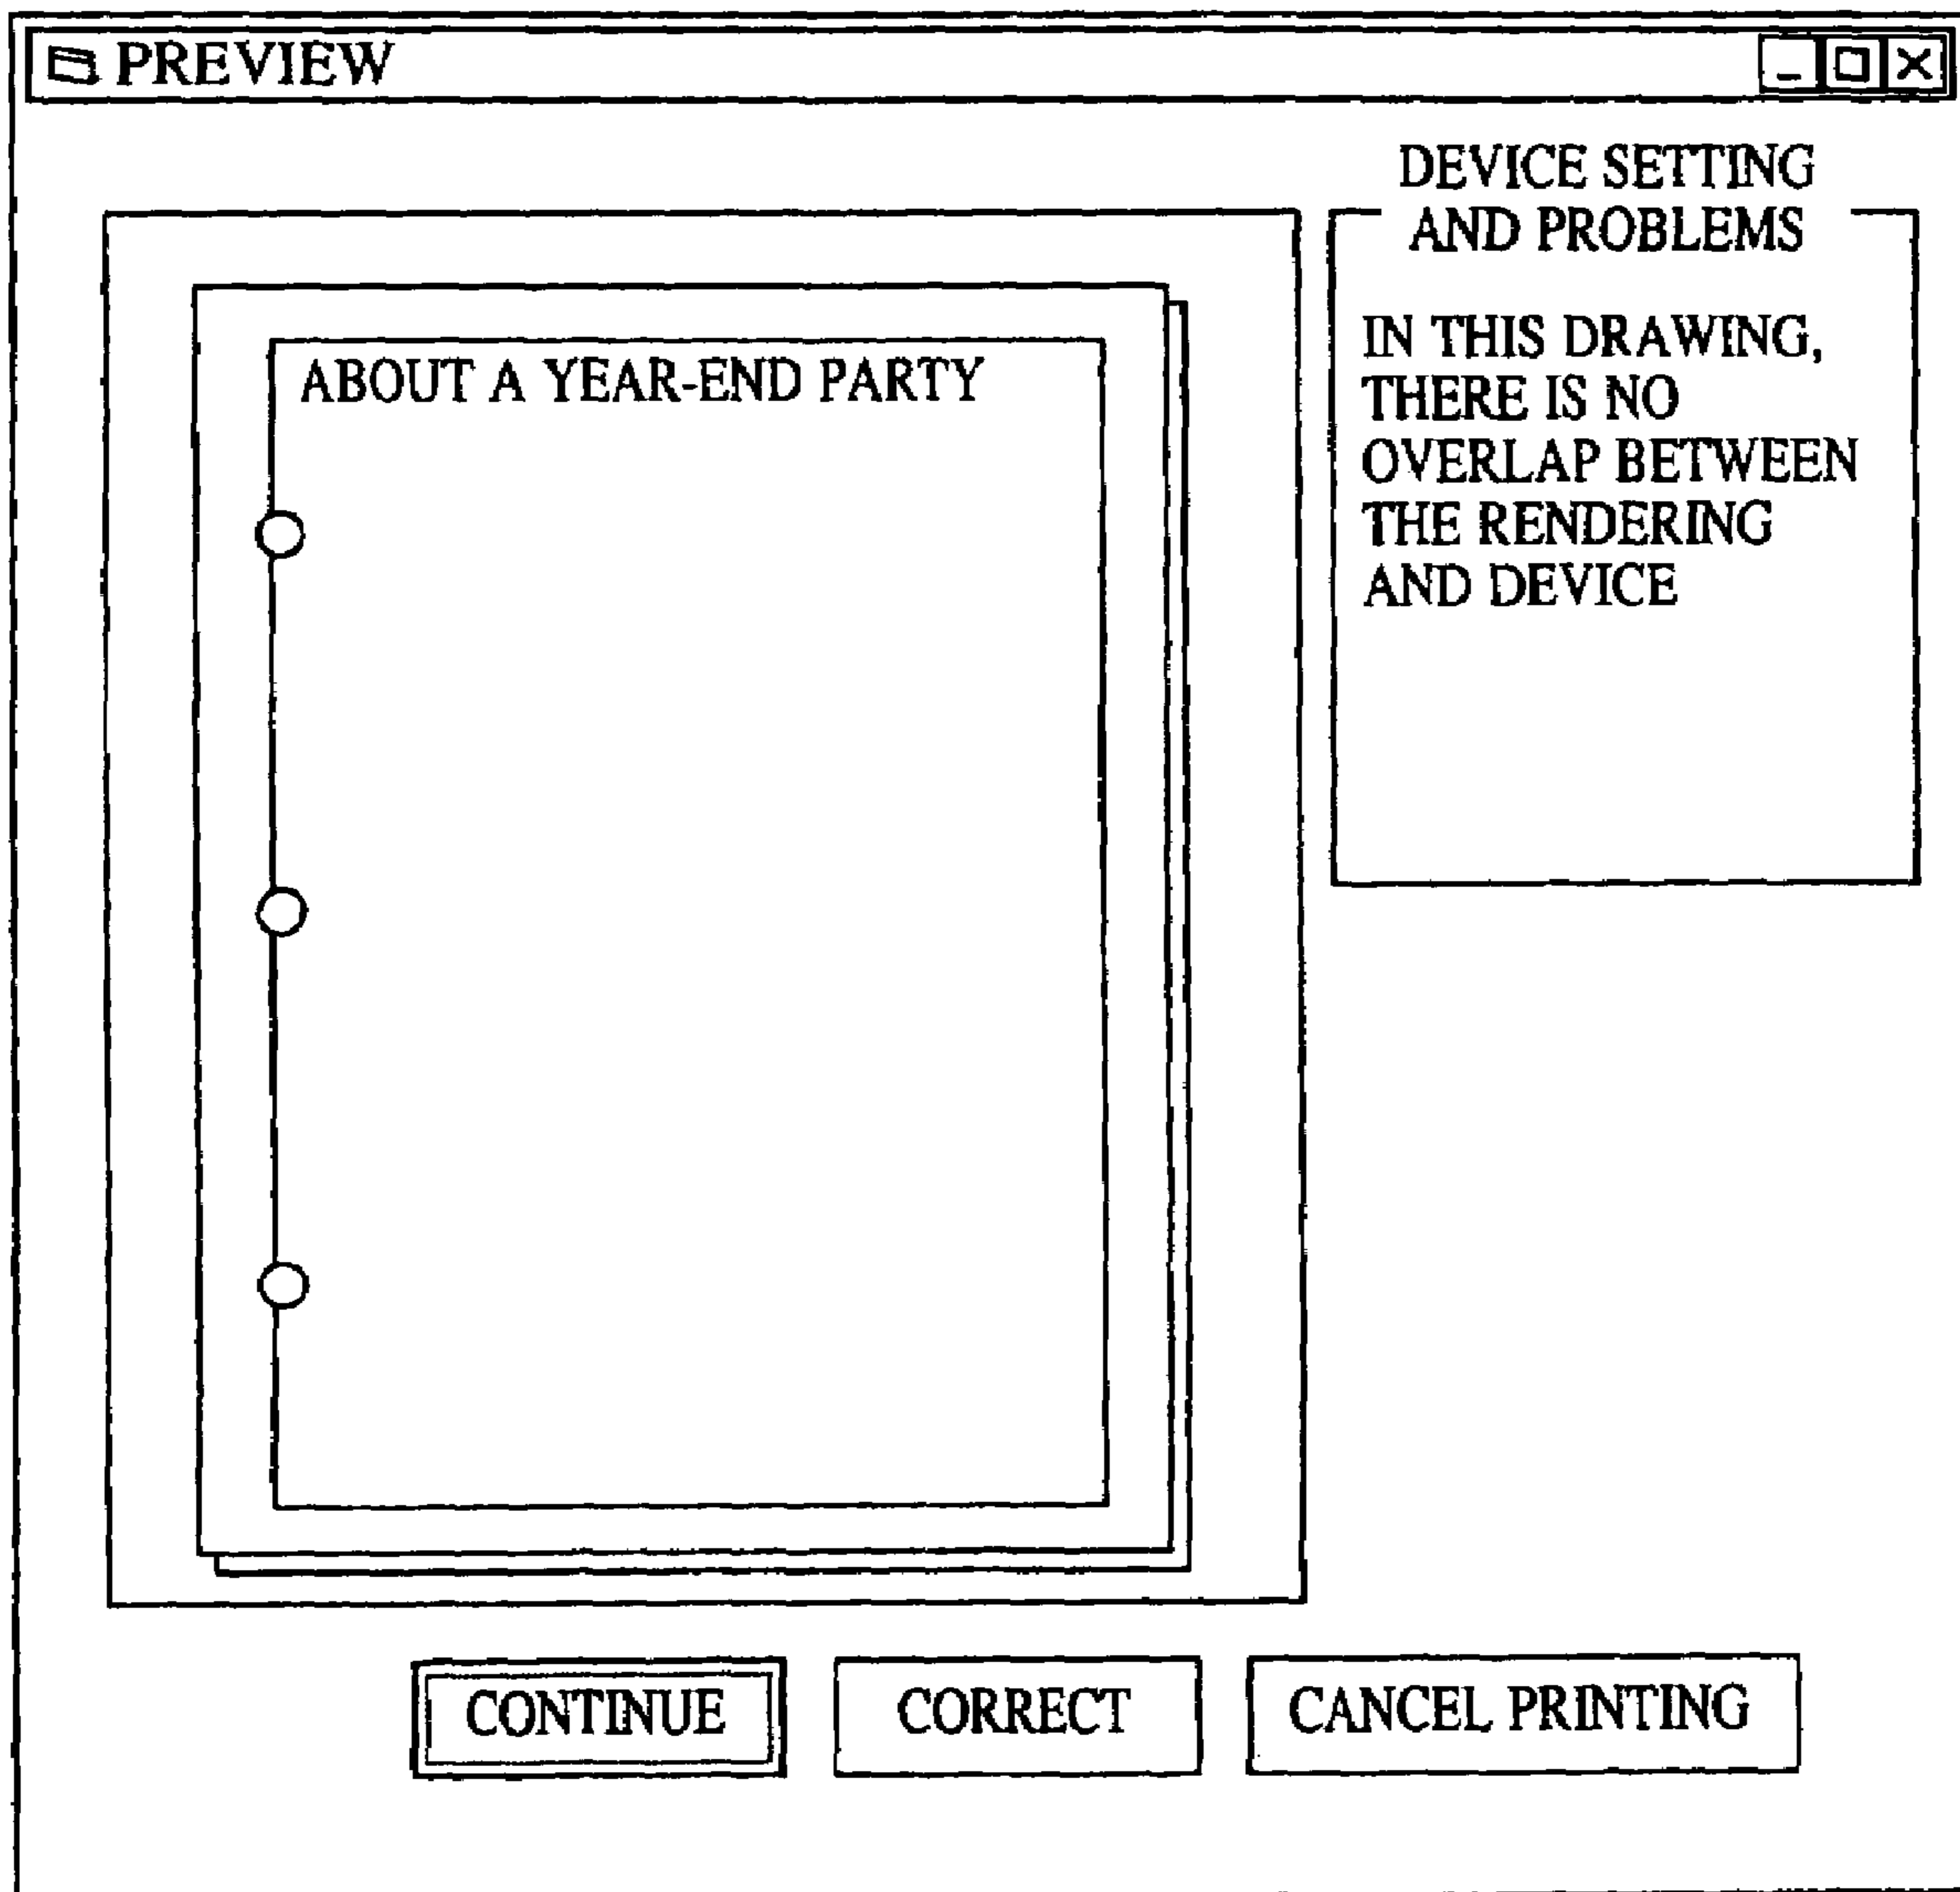 PREVIEW
DEVICE SETTING
AND PROBLEMS
ABOUT A YEAR-END PARTY
IN THIS DRAWING,
THERE IS NO
OVERLAP BETWEEN
THE RENDERING
AND DEVICE
CONTINUE
CORRECT
CANCEL PRINTING